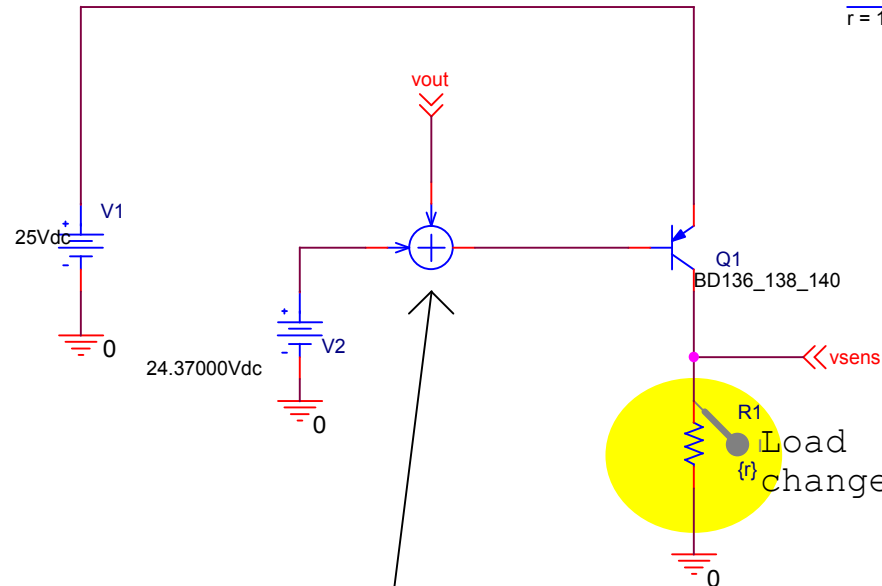 r = 1
vout
V1
25Vdc
+
-
0
+
-
V2
24.37000Vdc
0
Q1
BD136_138_140
vsens
R1
{r}
Load
change
0